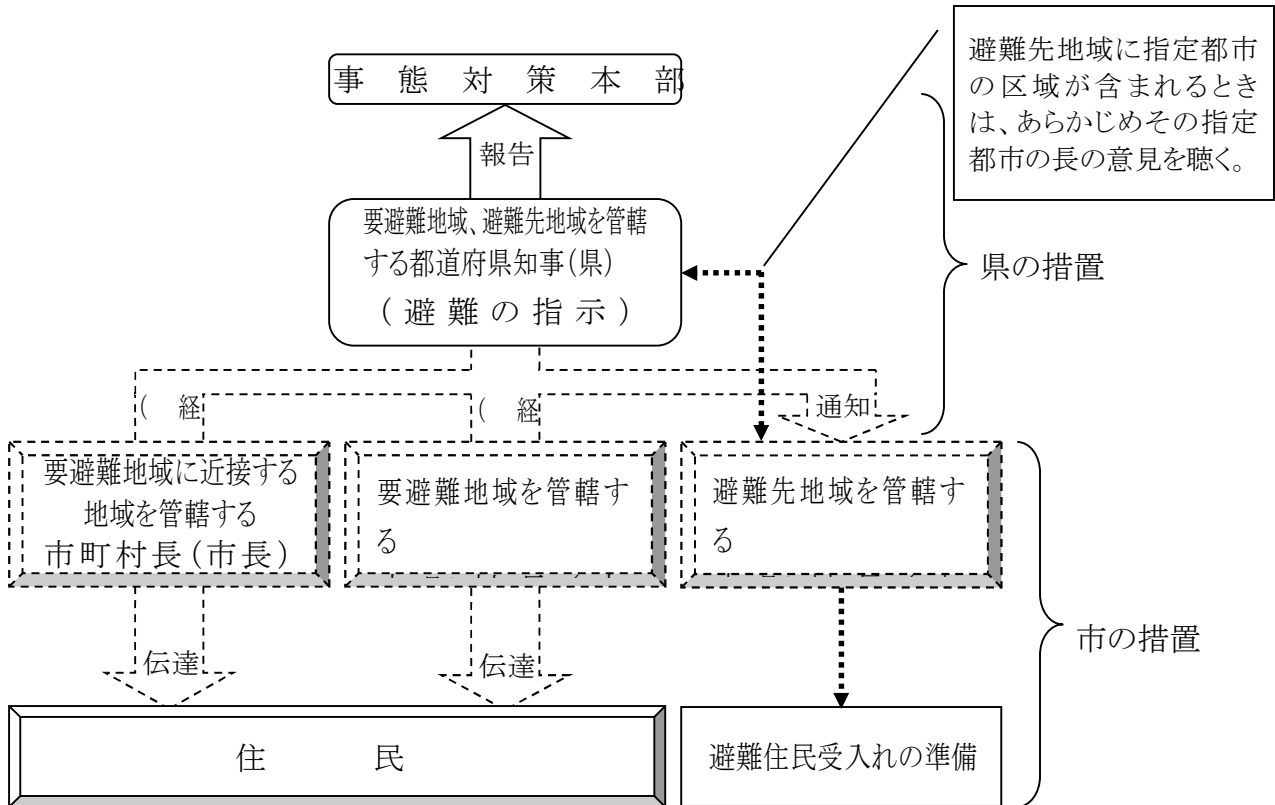 事態対策本部
避難先地域に指定都市
の区域が含まれるとき
は、あらかじめその指定
都市の長の意見を聴く。
報告
要避難地域、避難先地域を管轄
する都道府県知事(県)
(避難の指示)
県の措置
( 経
( 経
通知
要避難地域に近接する
地域を管轄する
市町村長(市長)
要避難地域を管轄す
る
避難先地域を管轄す
る
市の措置
伝達
伝達
住民
避難住民受入れの準備